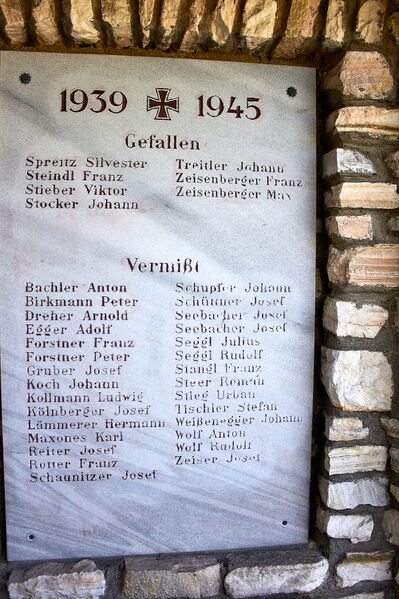 1939 1945
Gefallen
Spreitz Silvester
Steindl Franz
Stieber Viktor
Stocker Johann
Treitler Johann
Zeisenberger Franz
Zeisenberger Max
Vermißt
Bachler Anton
Birkmann Peter
Dreher Arnold
Egger Adolf
Forstner Franz
Forstner Peter
Gruber Josef
Koch Johann
Kollmann Ludwig
Kölnberger Josef
Lämmerer Hermann
Maxones Karl
Reiter Josef
Rotter Franz
Schaunitzer Josef
Schupfer Johann
Schüttner Josef
Seebacher Josef
Seebacher Josef
Seggl Julius
Seggl Rudolf
Stangl Franz
Steer Roman
Stieg Urban
Tischler Stefan
Weißenegger Johann
Wolf Anton
Wolf Rudolf
Zeiser Josef